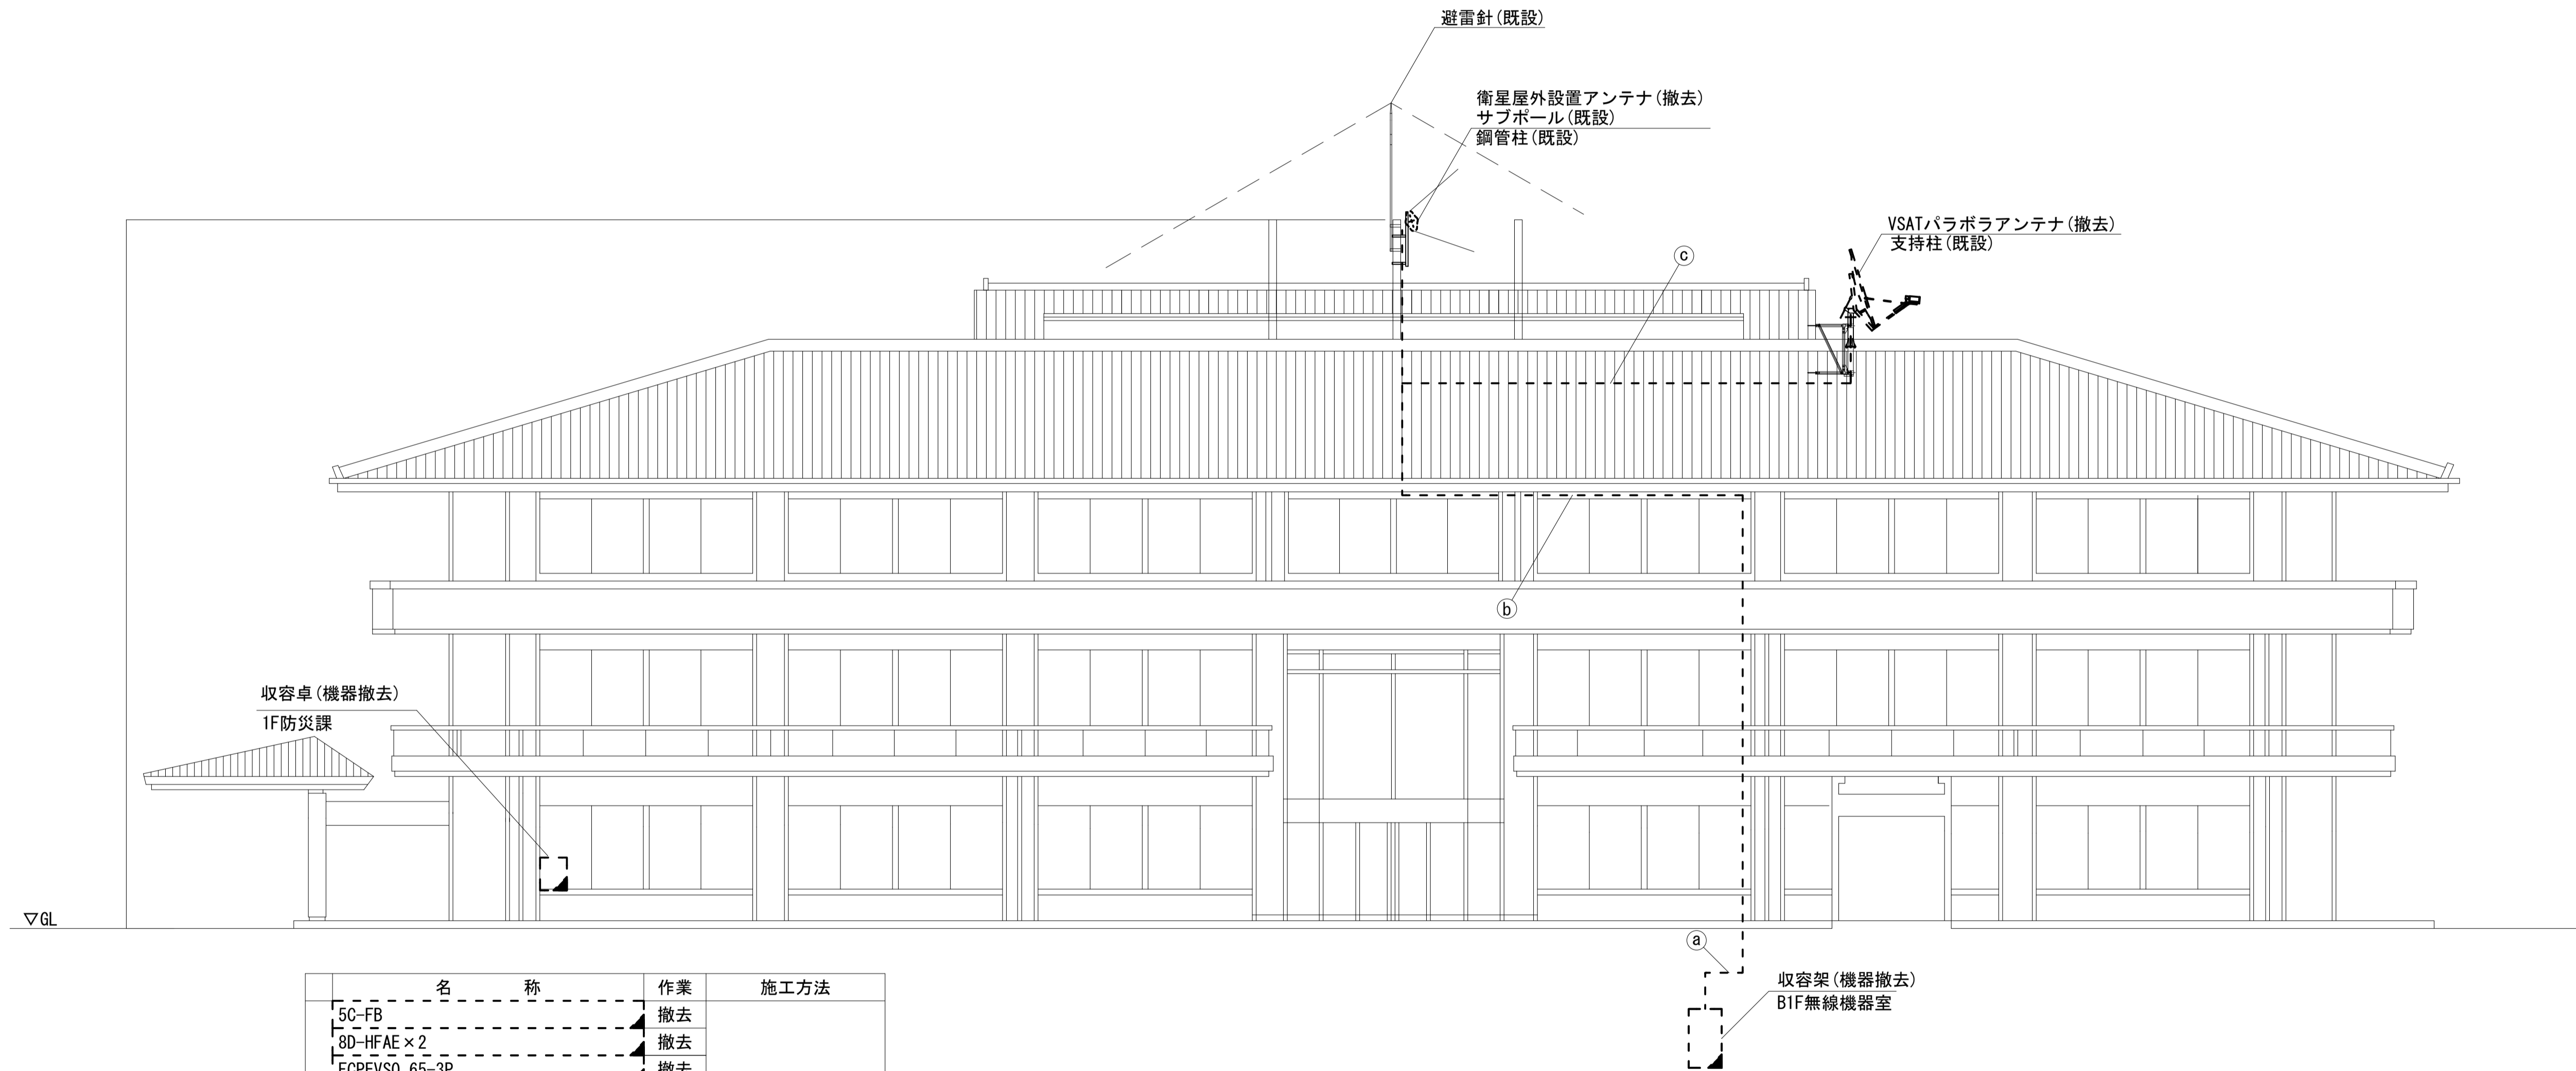 避雷針(既設)
衛星屋外設置アンテナ(撤去)
サブポール(既設)
鋼管柱(既設)
VSATパラボラアンテナ(撤去)
支持柱(既設)
c
b
収容卓(機器撤去)
1F防災課
▽GL
a
収容架(機器撤去)
B1F無線機器室
名 称 作業 施工方法
5C-FB 撤去
8D-HFAE×2 撤去
FCPEVS0.65-3P 撤去